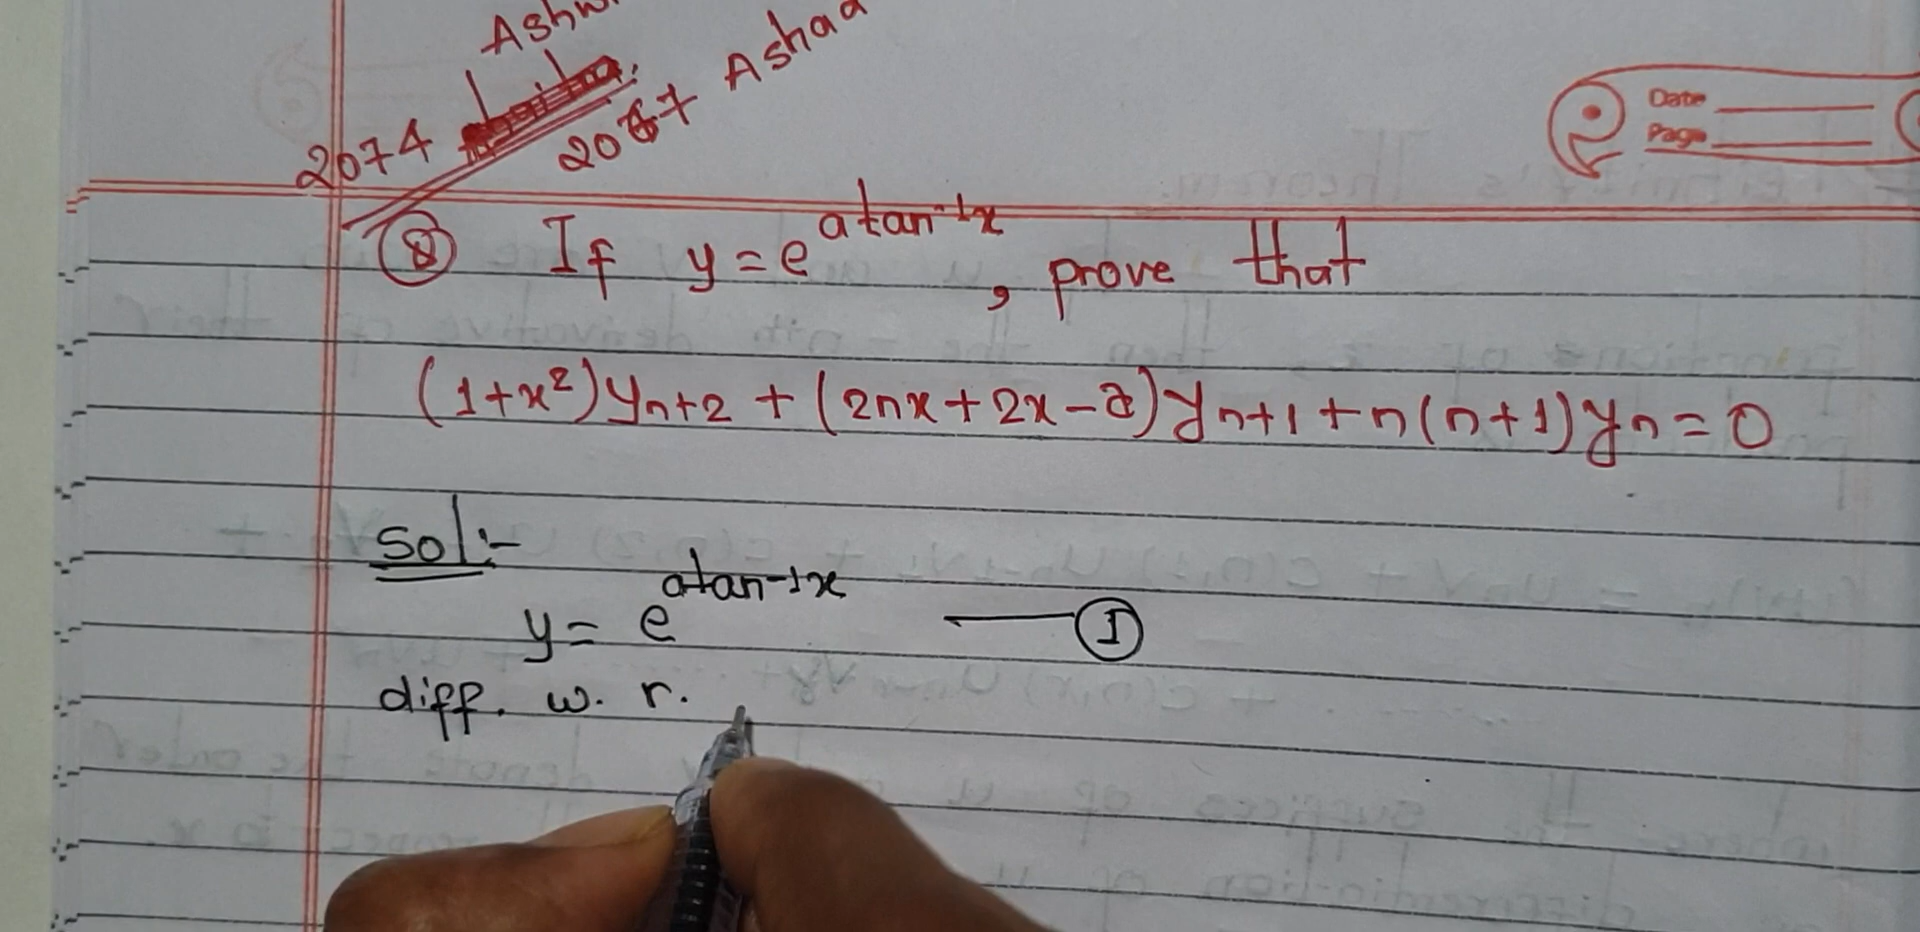 2074
2067 Ashad
Date
Page
Q If y = e^{a tan^{-1}x}, prove that
(1+x²)y_{n+2} + (2nx+2x-a)y_{n+1} + n(n+1)y_n = 0
Sol:-
y = e^{a tan^{-1}x} —— (I)
diff. w. r.